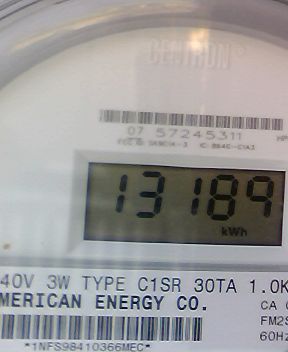 CENTRON
07 57245311
13189
kWh
40V 3W TYPE C1SR 30TA 1.0K
MERICAN ENERGY CO.
CA
FM2S
60Hz
*1NFS98410366MEC*